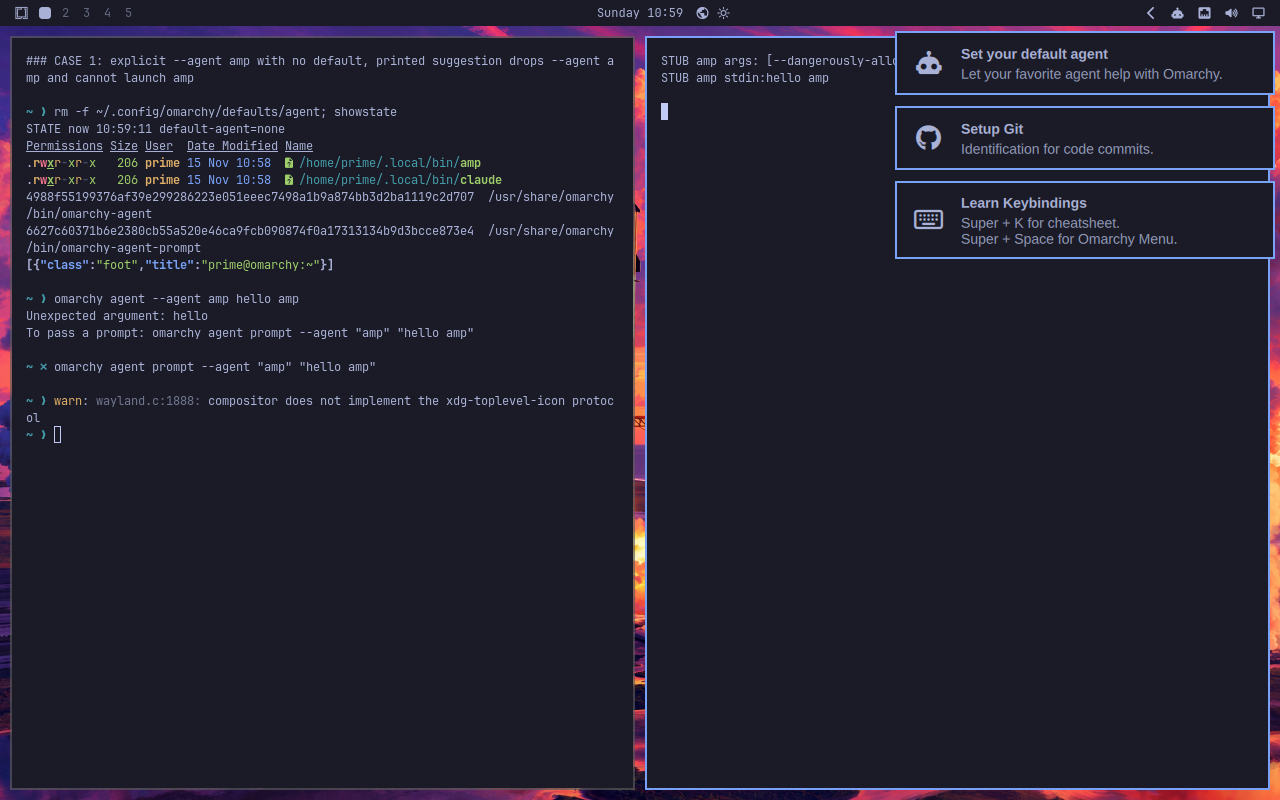 2 3 4 5
Sunday 10:59
### CASE 1: explicit --agent amp with no default, printed suggestion drops --agent a
mp and cannot launch amp
~ ❯ rm -f ~/.config/omarchy/defaults/agent; showstate
STATE now 10:59:11 default-agent=none
Permissions Size User  Date Modified Name
.rwxr-xr-x   206 prime 15 Nov 10:58  /home/prime/.local/bin/amp
.rwxr-xr-x   206 prime 15 Nov 10:58  /home/prime/.local/bin/claude
4988f55199376af39e299286223e051eeec7498a1b9a874bb3d2ba1119c2d707  /usr/share/omarchy
/bin/omarchy-agent
6627c60371b6e2380cb55a520e46ca9fcb090874f0a17313134b9d3bcce873e4  /usr/share/omarchy
/bin/omarchy-agent-prompt
[{"class":"foot","title":"prime@omarchy:~"}]
~ ❯ omarchy agent --agent amp hello amp
Unexpected argument: hello
To pass a prompt: omarchy agent prompt --agent "amp" "hello amp"
~ × omarchy agent prompt --agent "amp" "hello amp"
~ ❯ warn: wayland.c:1888: compositor does not implement the xdg-toplevel-icon protoc
ol
~ ❯
STUB amp args: [--dangerously-allo
STUB amp stdin:hello amp
Set your default agent
Let your favorite agent help with Omarchy.
Setup Git
Identification for code commits.
Learn Keybindings
Super + K for cheatsheet.
Super + Space for Omarchy Menu.